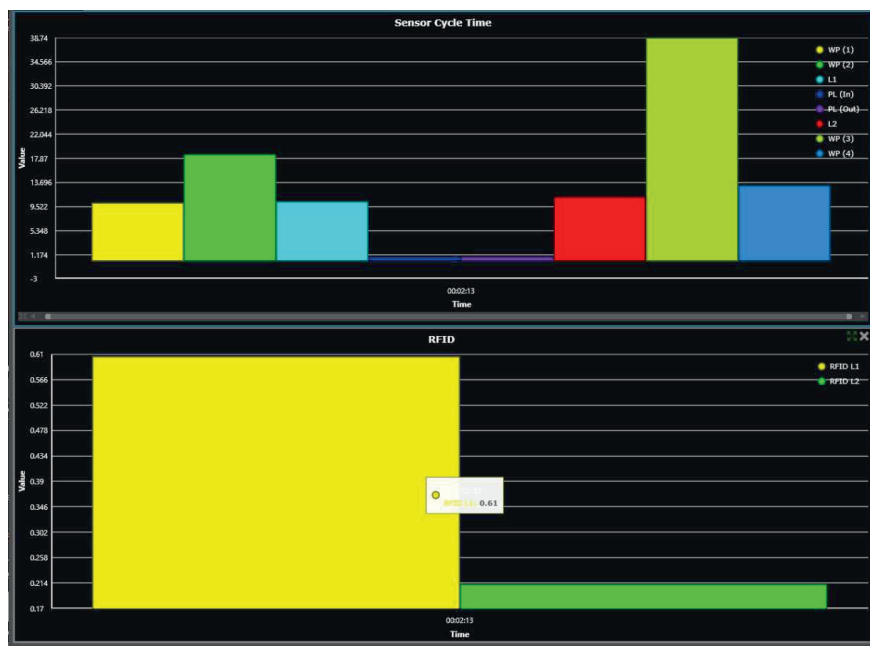 Sensor Cycle Time
38.74
34.566
30.392
26.218
22.044
17.87
13.696
9.522
5.348
1.174
-3
Value
WP (1)
WP (2)
L1
PL (In)
PL (Out)
L2
WP (3)
WP (4)
00:02:13
Time
RFID
0.61
0.566
0.522
0.478
0.434
0.39
0.346
0.302
0.258
0.214
0.17
Value
RFID L1
RFID L2
RFID L1: 0.61
00:02:13
Time